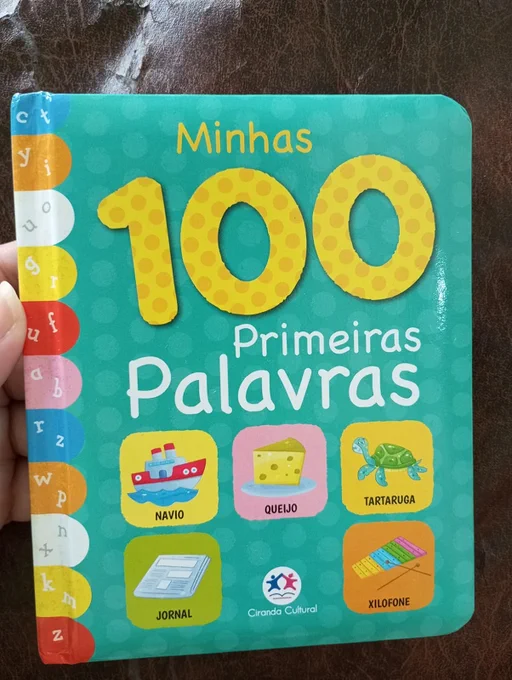 Minhas
100
Primeiras
Palavras
NAVIO
QUEIJO
TARTARUGA
JORNAL
Ciranda Cultural
XILOFONE
c t
y i
u o
g r
u f
a b
r z
w p
n
t
k m
z